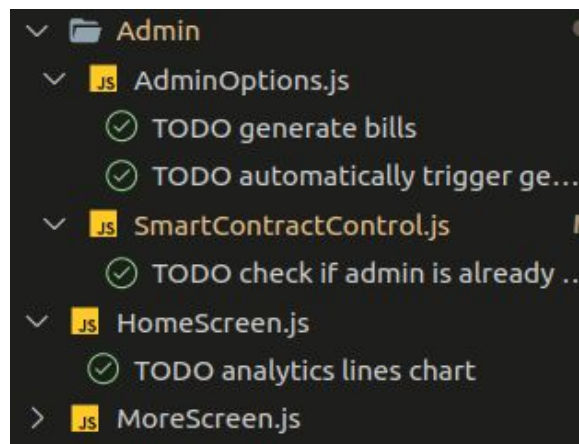 Admin
JS AdminOptions.js
TODO generate bills
TODO automatically trigger ge...
JS SmartContractControl.js
TODO check if admin is already ..
JS HomeScreen.js
TODO analytics lines chart
JS MoreScreen.js